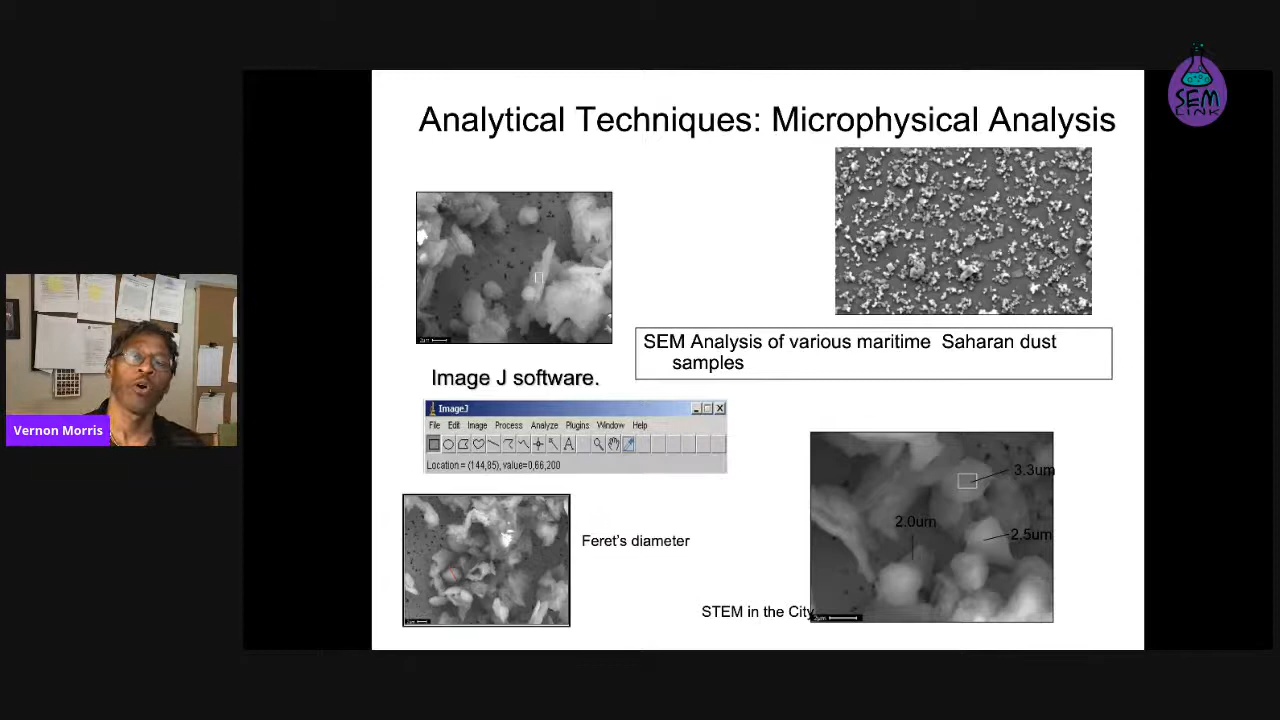 Analytical Techniques: Microphysical Analysis
SEM
LINK
SEM Analysis of various maritime Saharan dust
samples
Image J software.
ImageJ
File Edit Image Process Analyze Plugins Window Help
Location = (144,85), value=0,66,200
Vernon Morris
3.3um
2.0um
2.5um
Feret's diameter
STEM in the City
2µm